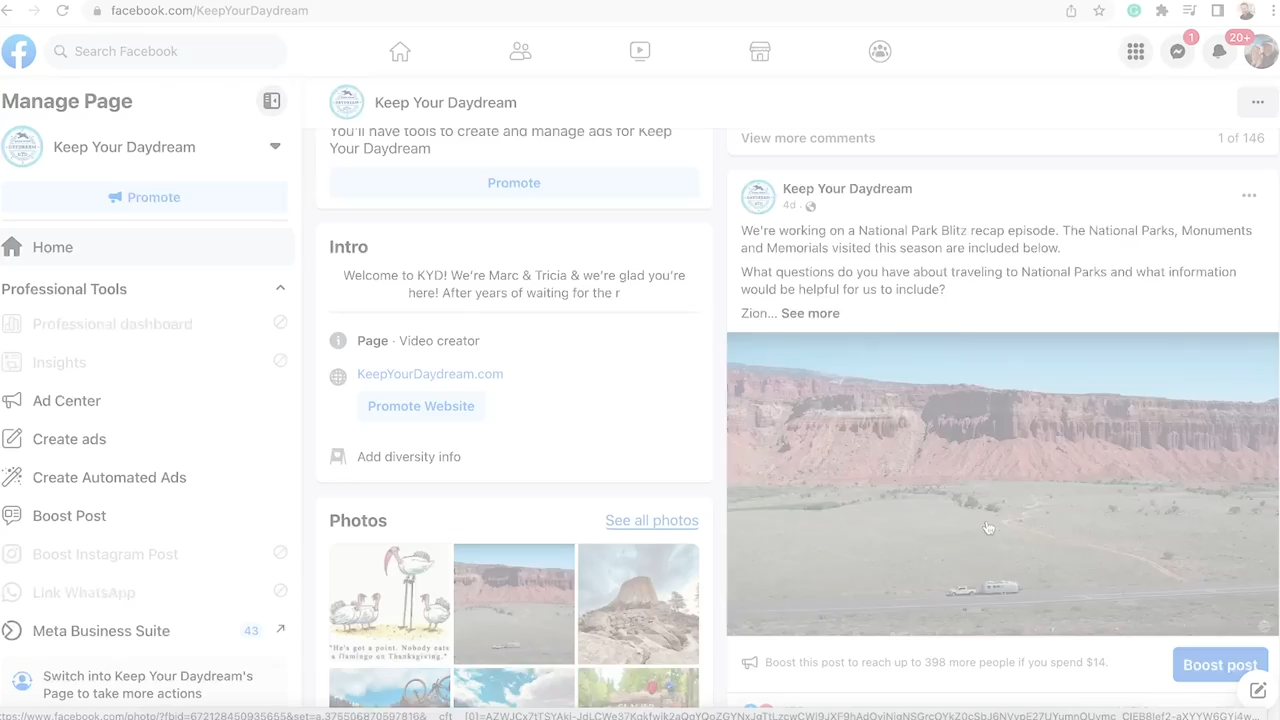 facebook.com/KeepYourDaydream
Search Facebook
1
20+
Manage Page
Keep Your Daydream
Promote
Home
Professional Tools
Professional dashboard
Insights
Ad Center
Create ads
Create Automated Ads
Boost Post
Boost Instagram Post
Link WhatsApp
Meta Business Suite
43
Switch into Keep Your Daydream's
Page to take more actions
Keep Your Daydream
You'll have tools to create and manage ads for Keep
Your Daydream
Promote
Intro
Welcome to KYD! We're Marc & Tricia & we're glad you're
here! After years of waiting for the r
Page · Video creator
KeepYourDaydream.com
Promote Website
Add diversity info
Photos
See all photos
"He's got a point. Nobody eats
a flamingo on Thanksgiving."
View more comments
1 of 146
Keep Your Daydream
4d ·
We're working on a National Park Blitz recap episode. The National Parks, Monuments
and Memorials visited this season are included below.
What questions do you have about traveling to National Parks and what information
would be helpful for us to include?
Zion... See more
Boost this post to reach up to 398 more people if you spend $14.
Boost post